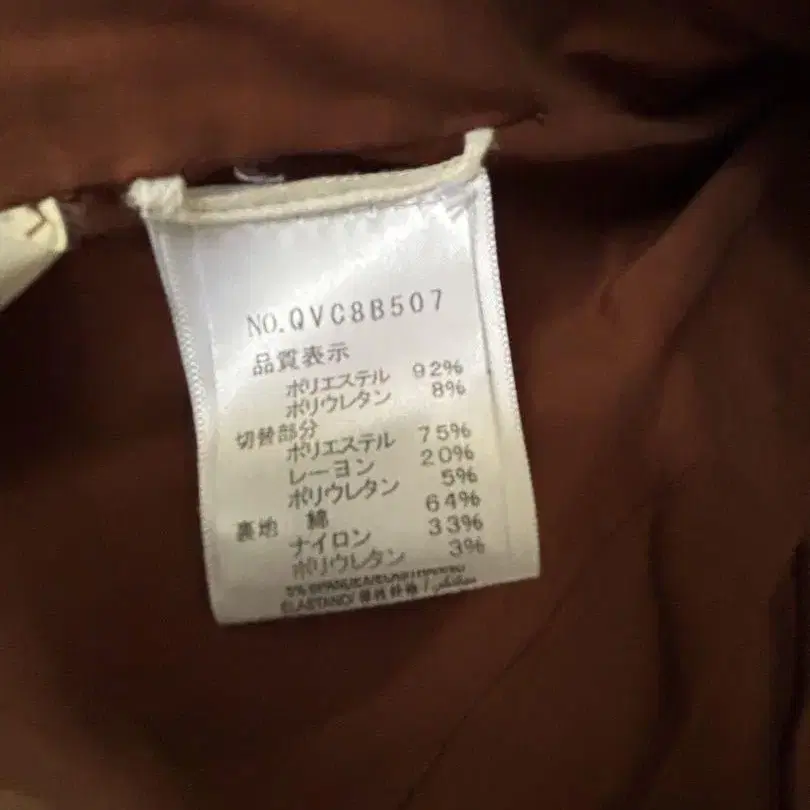 NO.QVC8B507
品質表示
ポリエステル 92%
ポリウレタン 8%
切替部分
ポリエステル 75%
レーヨン 20%
ポリウレタン 5%
裏地 綿 64%
ナイロン 33%
ポリウレタン 3%